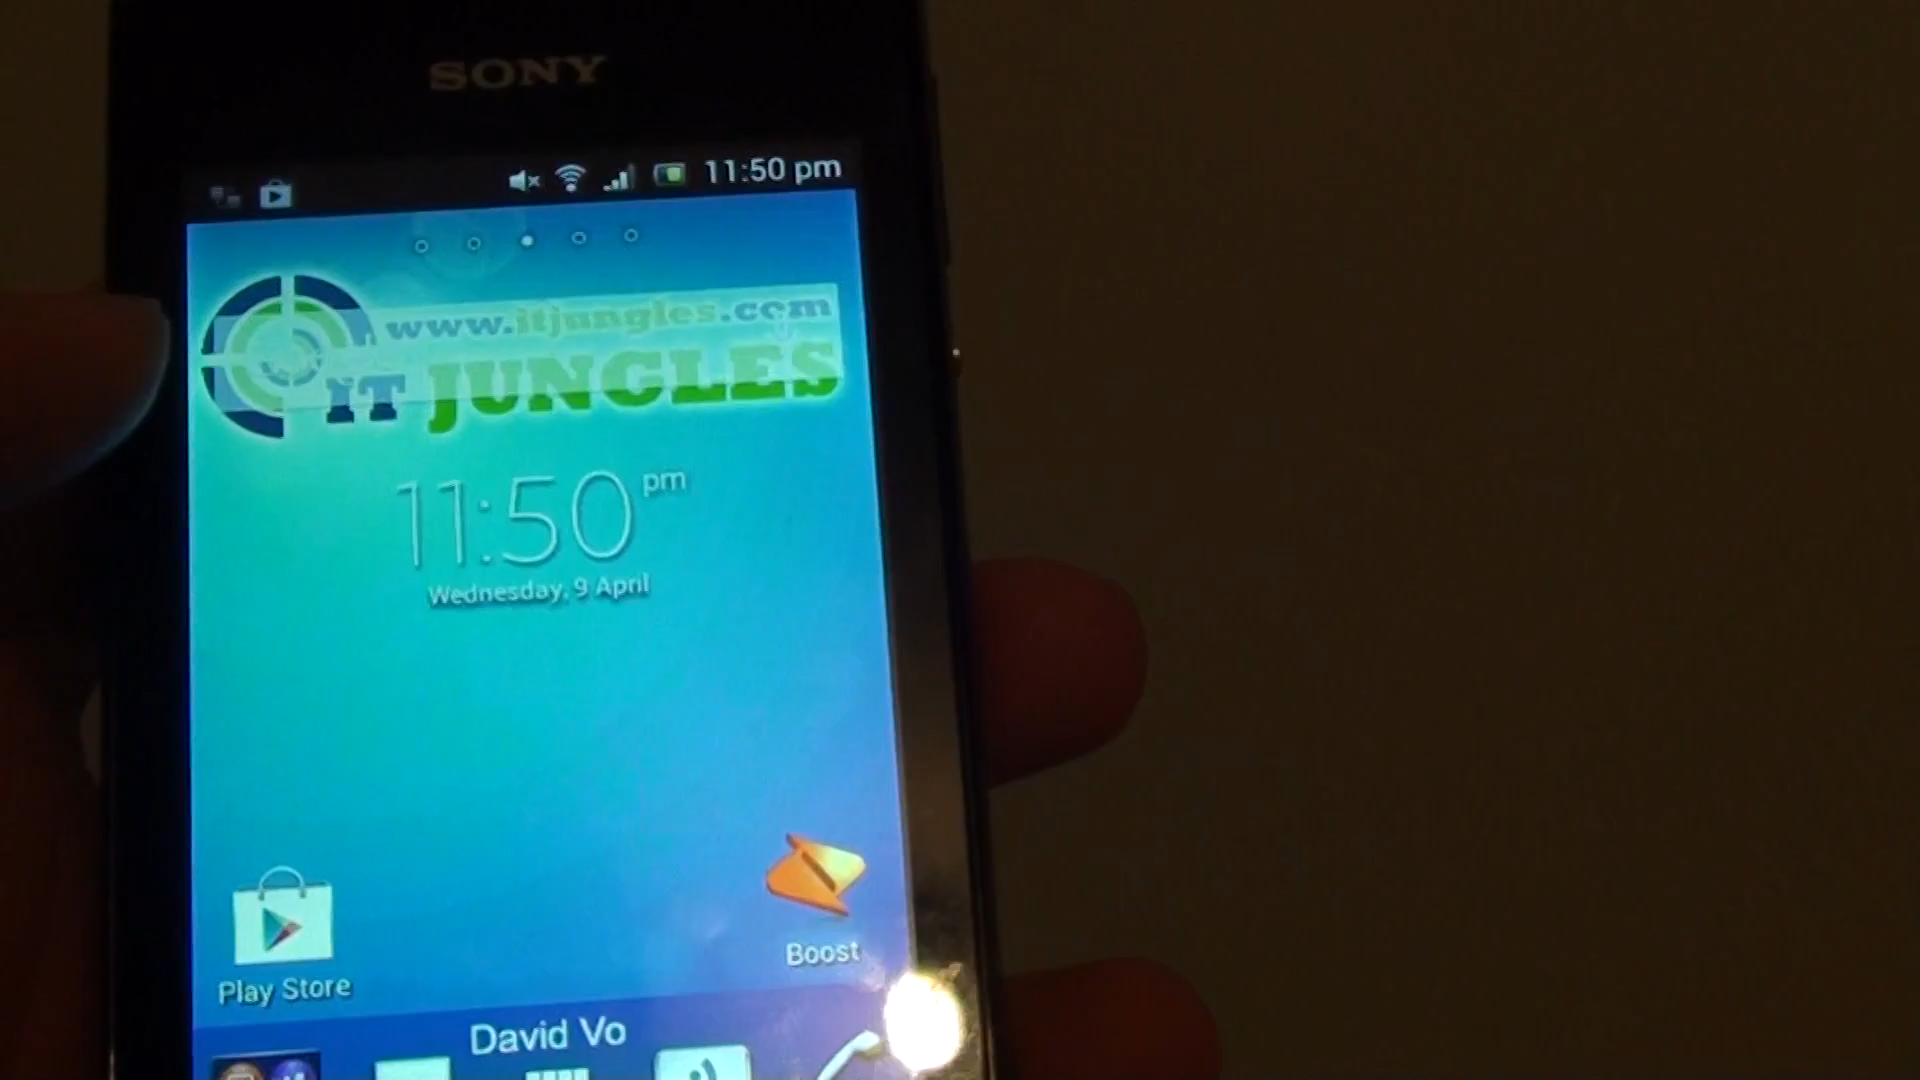 SONY
11:50 pm
www.itjungles.com
iT JUNGLES
11:50 pm
Wednesday, 9 April
Boost
Play Store
David Vo